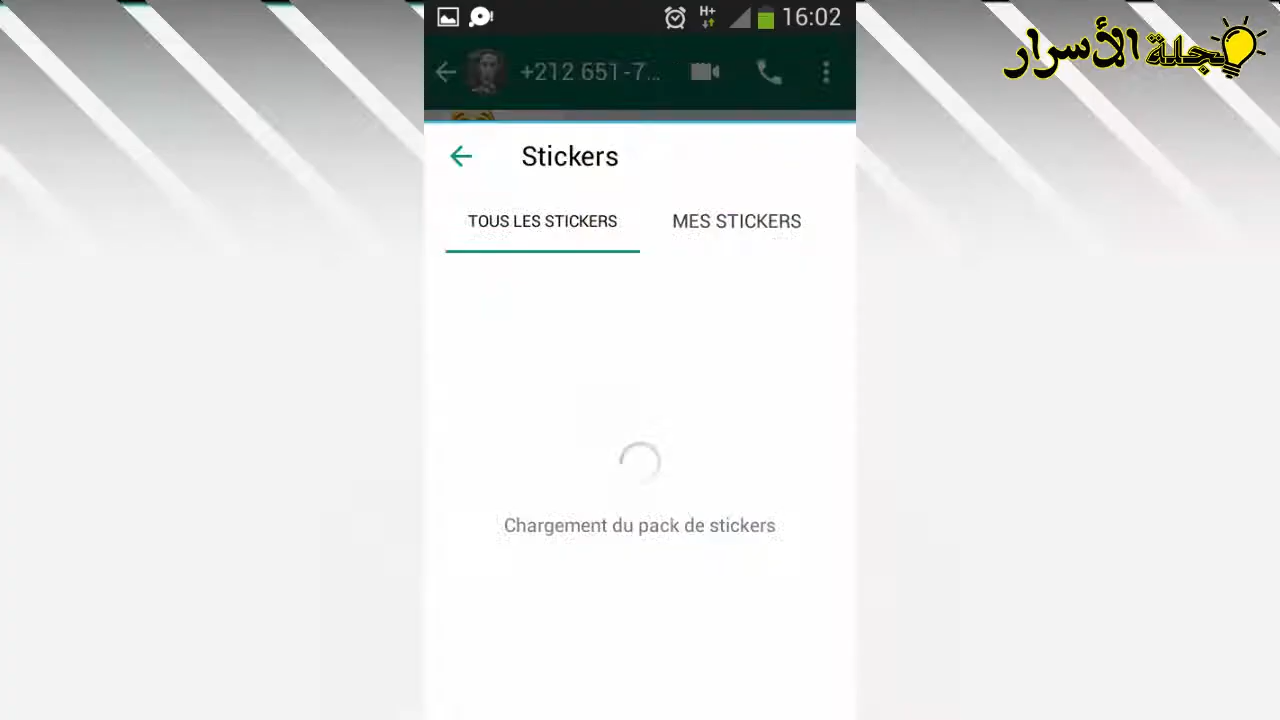 H+ 16:02
مجلة الأسرار
+212 651-7...
Stickers
TOUS LES STICKERS MES STICKERS
Chargement du pack de stickers